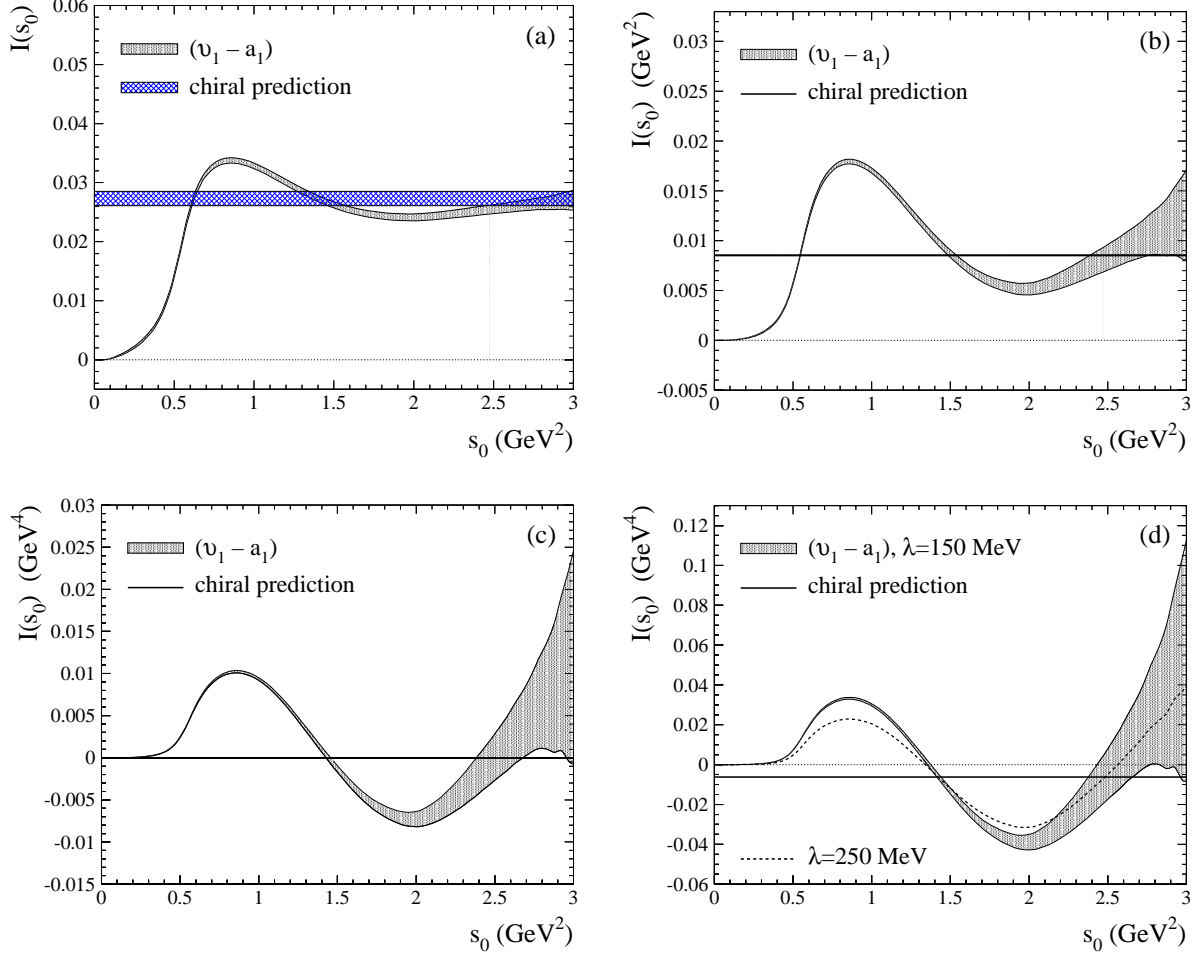 I(s₀)
(a)
(υ₁ – a₁)
chiral prediction
0.06
0.05
0.04
0.03
0.02
0.01
0
0 0.5 1 1.5 2 2.5 3
s₀ (GeV²)
I(s₀) (GeV²)
(b)
(υ₁ – a₁)
chiral prediction
0.03
0.025
0.02
0.015
0.01
0.005
0
-0.005
0 0.5 1 1.5 2 2.5 3
s₀ (GeV²)
I(s₀) (GeV⁴)
(c)
(υ₁ – a₁)
chiral prediction
0.03
0.025
0.02
0.015
0.01
0.005
0
-0.005
-0.01
-0.015
0 0.5 1 1.5 2 2.5 3
s₀ (GeV²)
I(s₀) (GeV⁴)
(d)
(υ₁ – a₁), λ=150 MeV
chiral prediction
0.12
0.1
0.08
0.06
0.04
0.02
0
-0.02
-0.04
-0.06
λ=250 MeV
0 0.5 1 1.5 2 2.5 3
s₀ (GeV²)